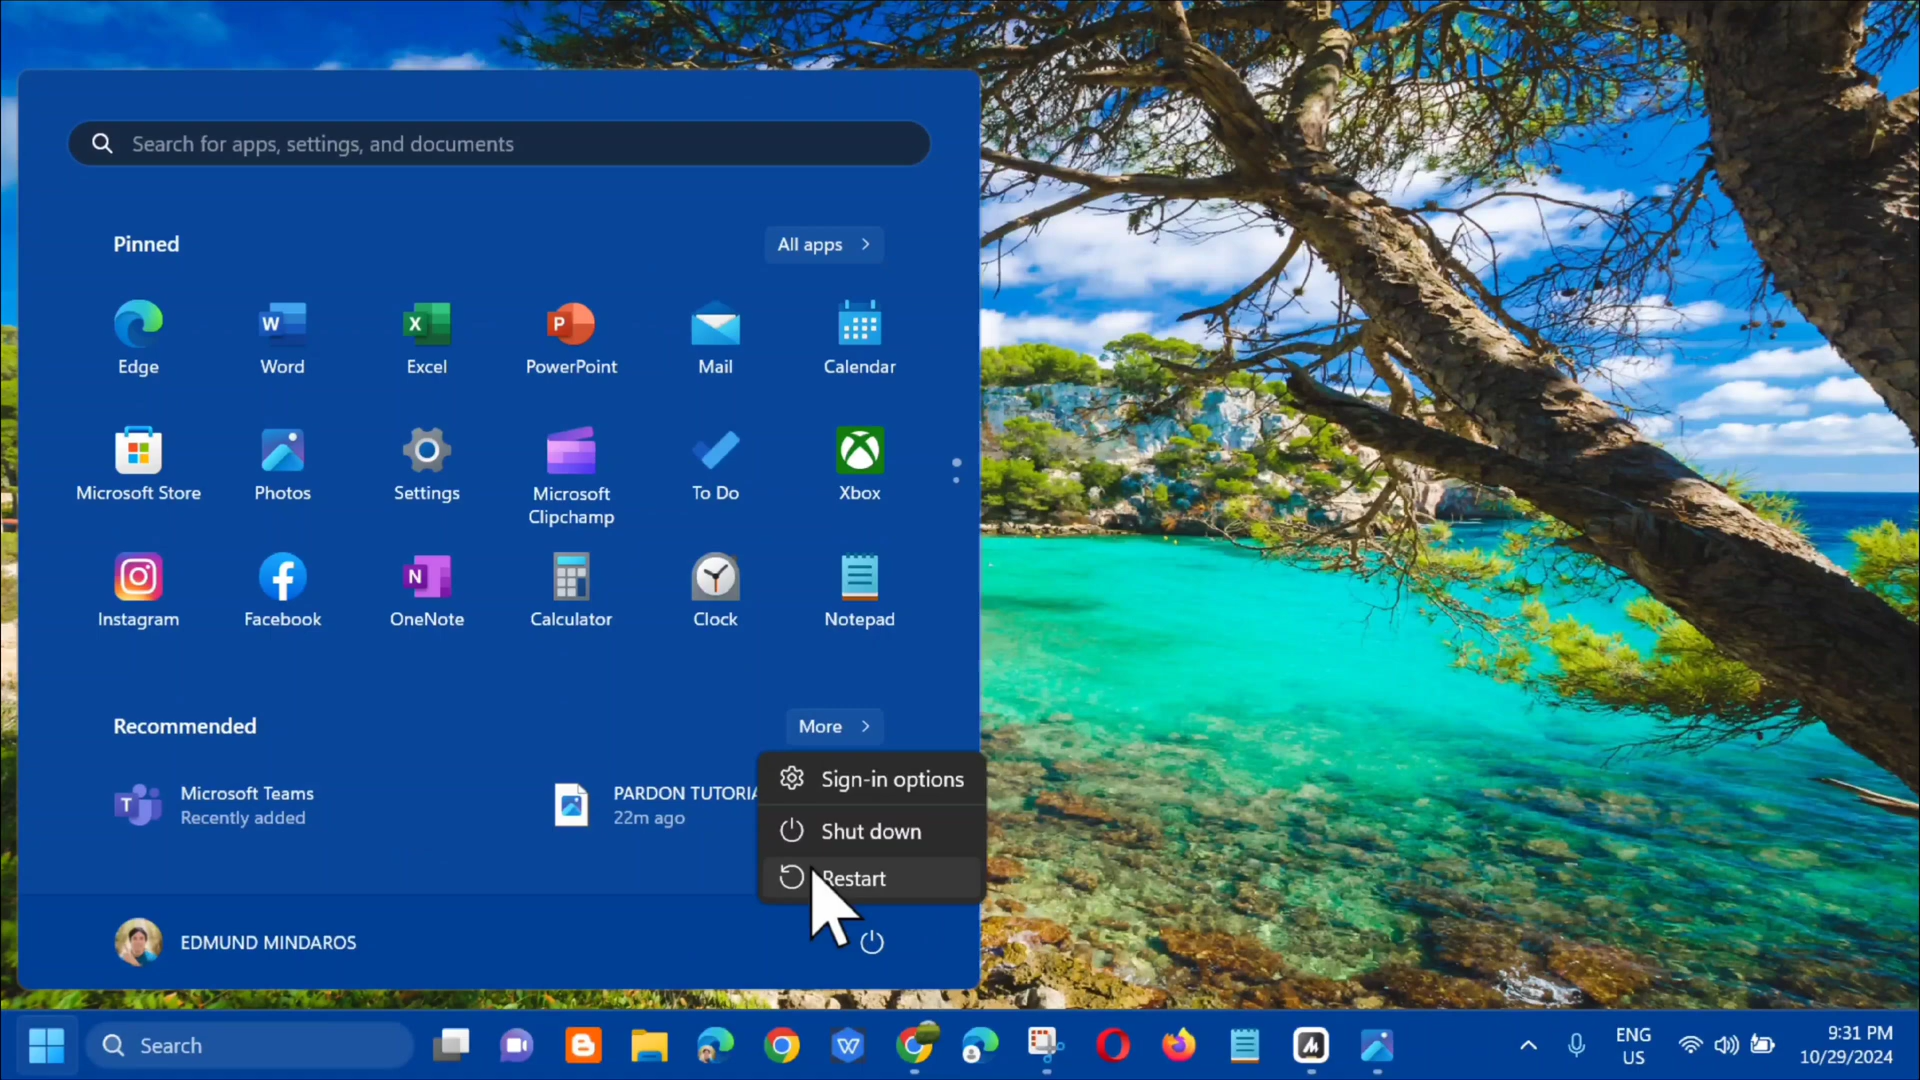 Search for apps, settings, and documents
Pinned
All apps
Edge
Word
Excel
PowerPoint
Mail
Calendar
Microsoft Store
Photos
Settings
Microsoft
Clipchamp
To Do
Xbox
Instagram
Facebook
OneNote
Calculator
Clock
Notepad
Recommended
More
Microsoft Teams
Recently added
PARDON TUTORIA
22m ago
Sign-in options
Shut down
Restart
EDMUND MINDAROS
Search
ENG
US
9:31 PM
10/29/2024